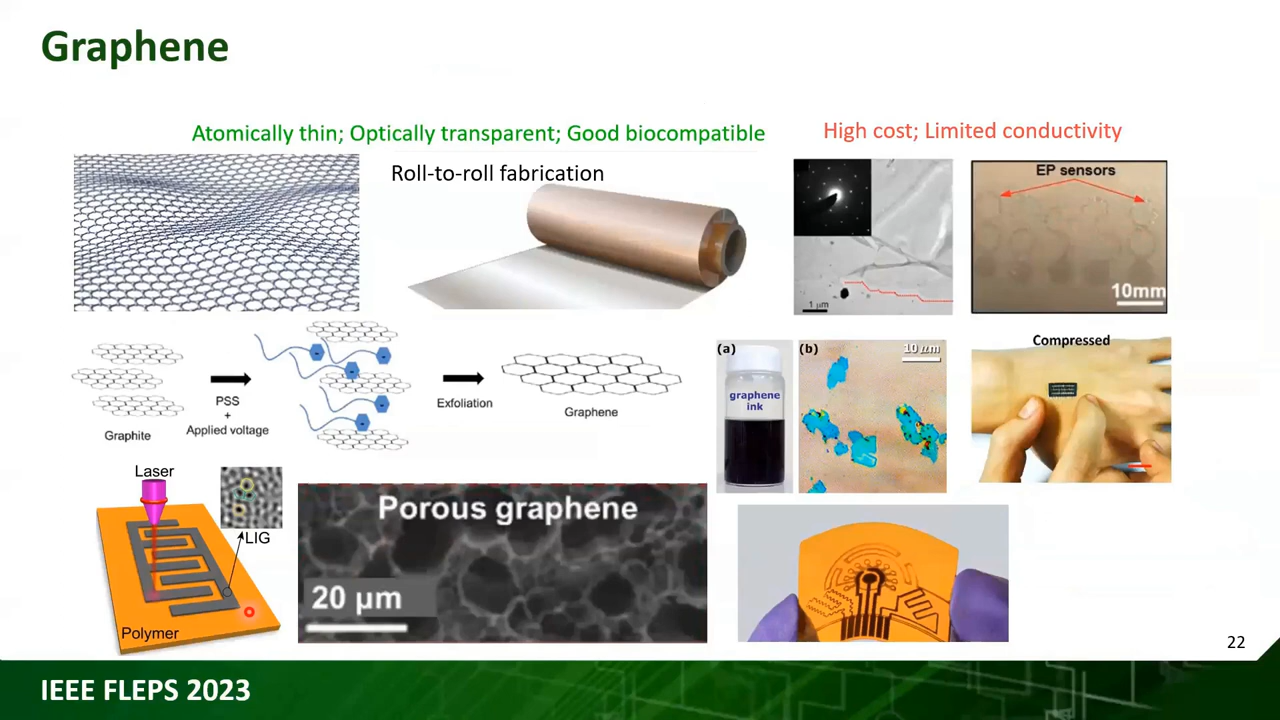 Graphene
Atomically thin; Optically transparent; Good biocompatible
High cost; Limited conductivity
Roll-to-roll fabrication
1 μm
EP sensors
10mm
Graphite
PSS
+
Applied voltage
Exfoliation
Graphene
(a)
graphene
ink
(b)
10 μm
Compressed
Laser
LIG
Polymer
Porous graphene
20 μm
22
IEEE FLEPS 2023